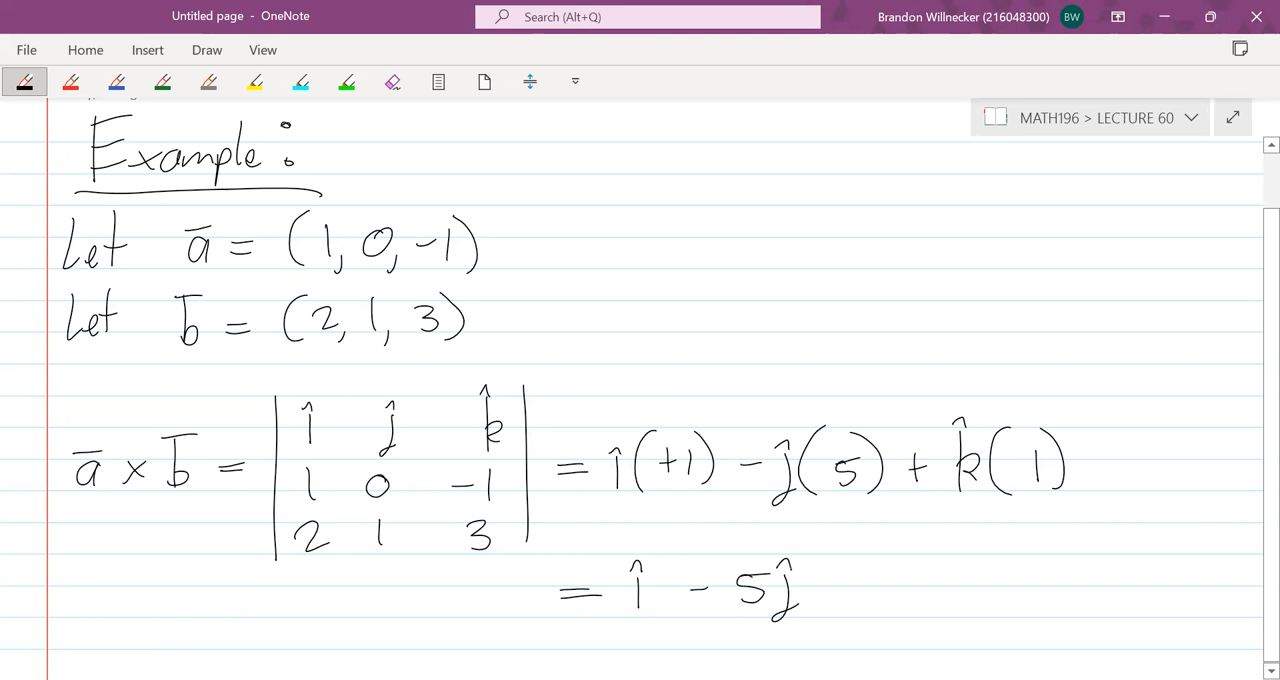 Untitled page - OneNote
Search (Alt+Q)
Brandon Willnecker (216048300)
BW
File Home Insert Draw View
MATH196 > LECTURE 60
Example:
Let a̅ = (1, 0, -1)
Let b̅ = (2, 1, 3)
a̅ × b̅ = | î ĵ k̂ | = î(+1) - ĵ(5) + k̂(1)
1 0 -1
2 1 3
= î - 5ĵ